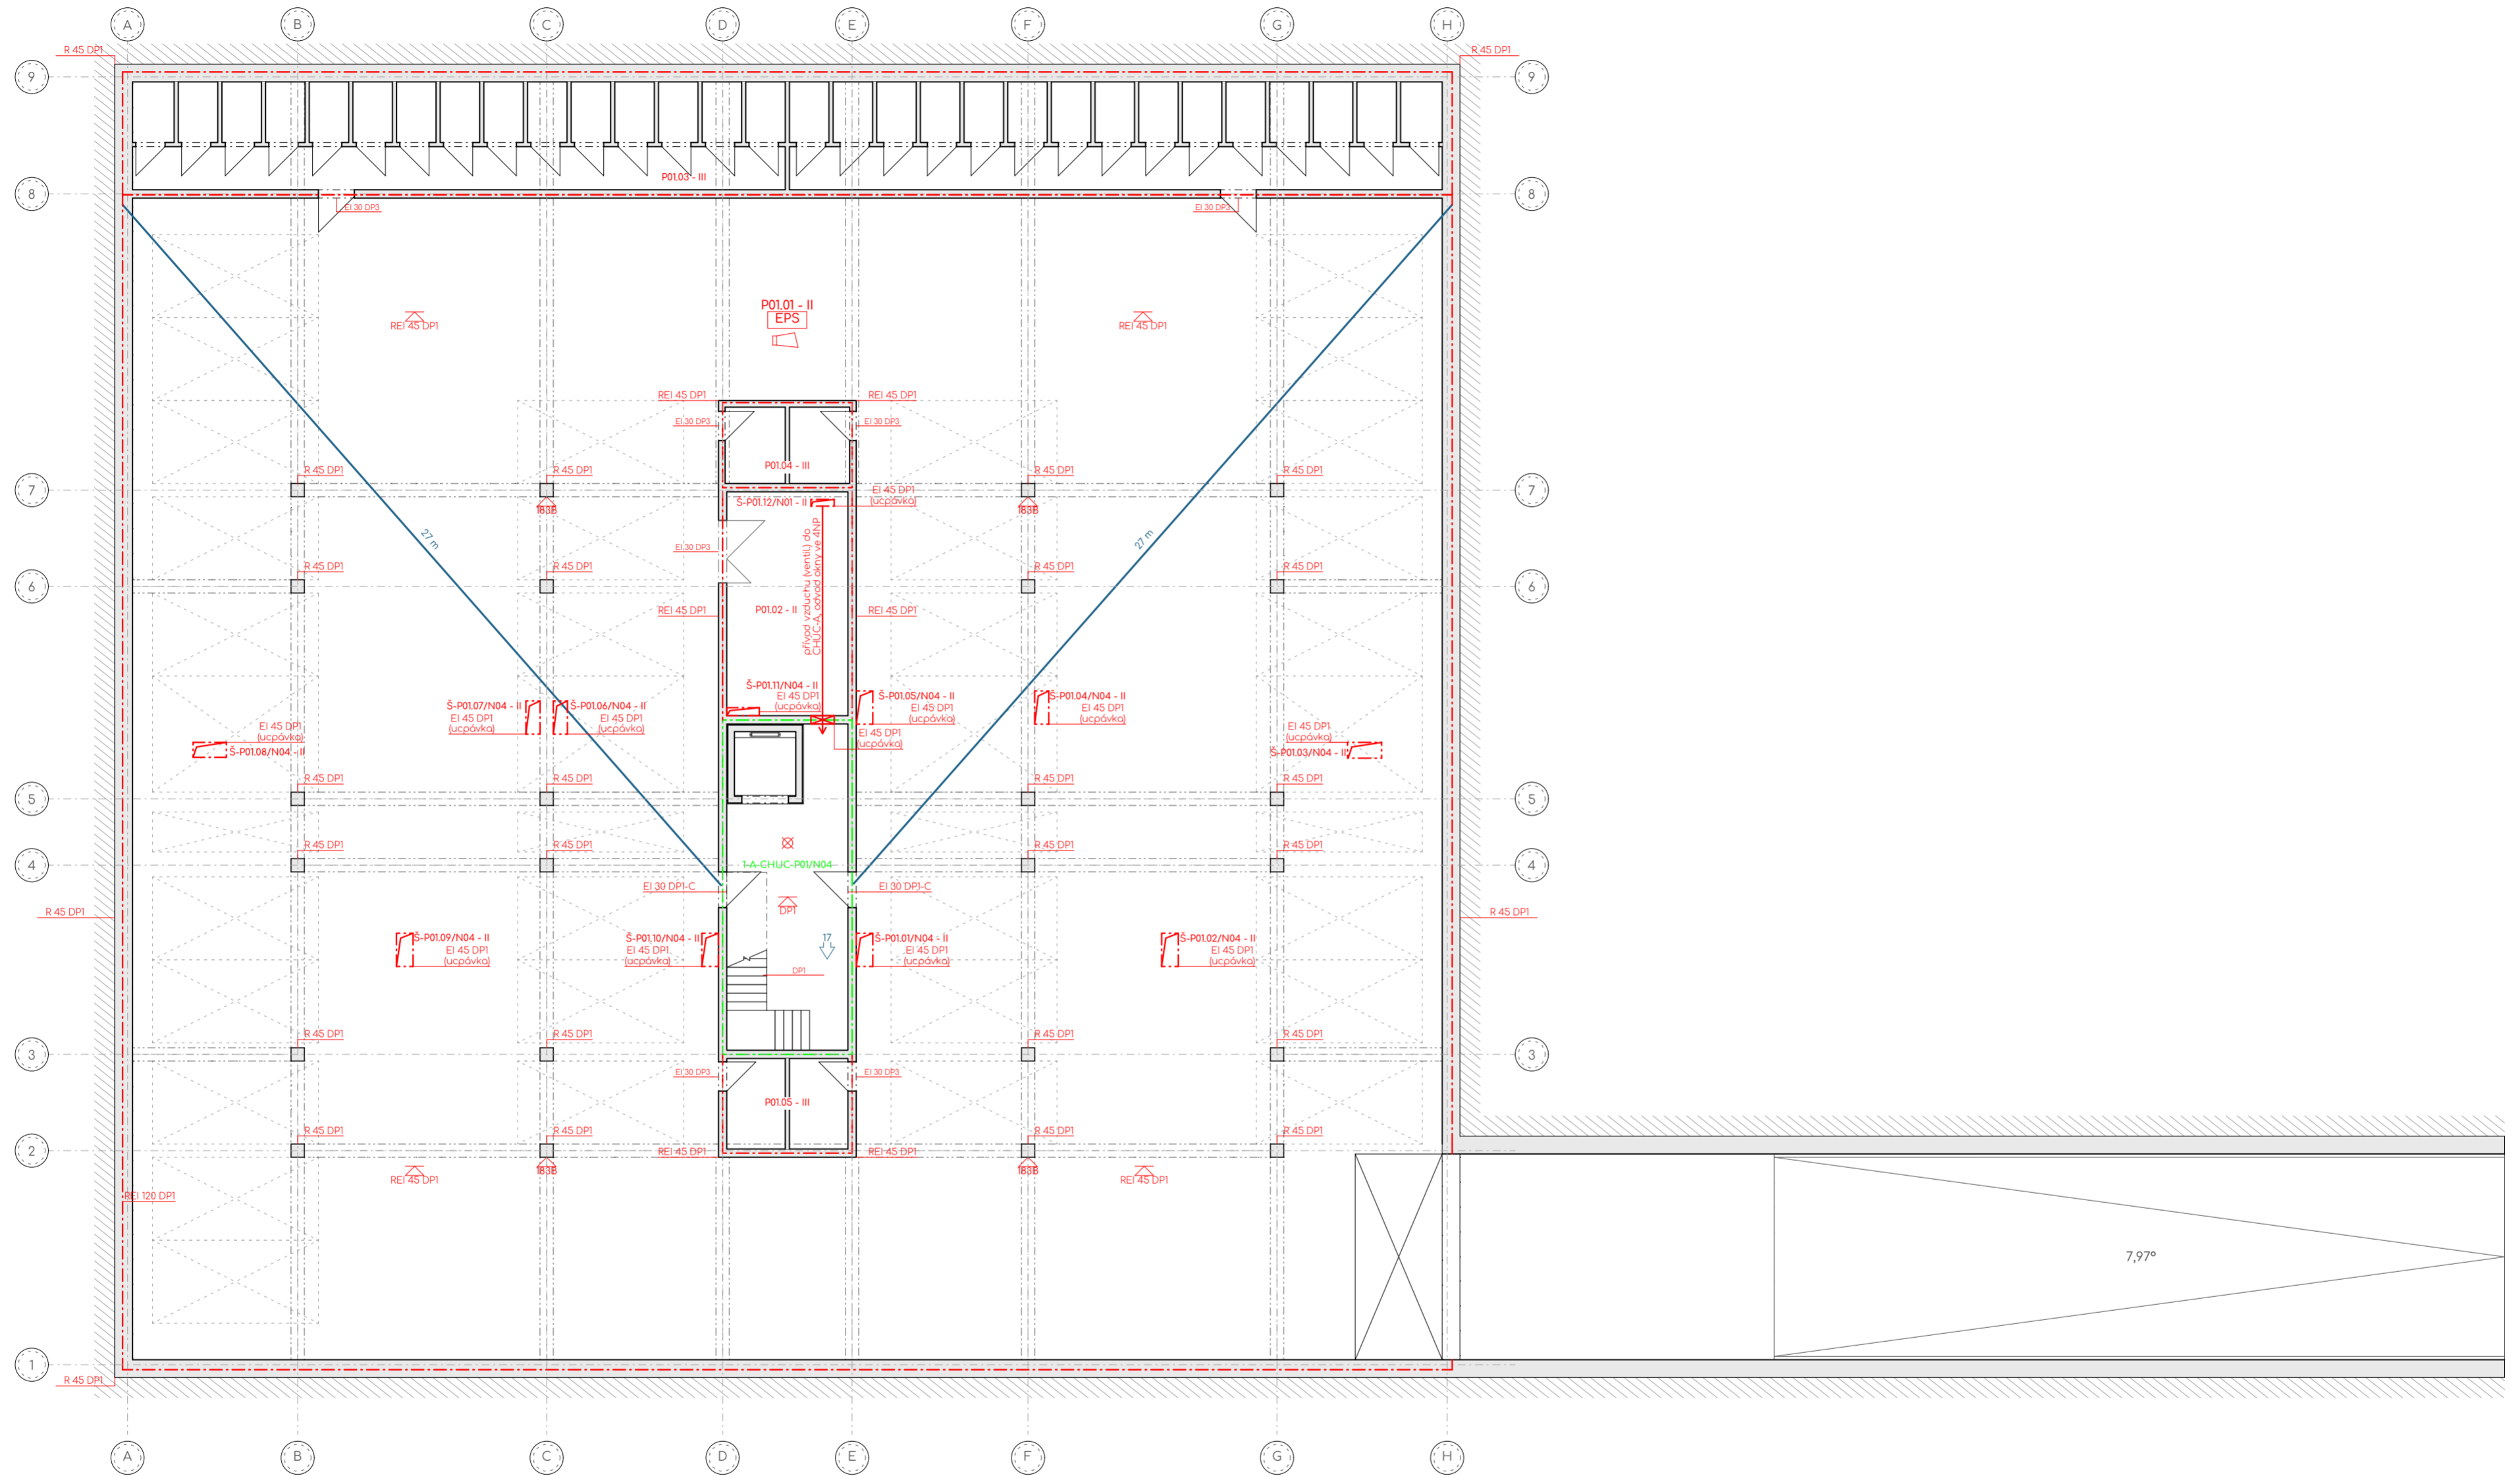 A B C D E F G H
R 45 DP1 R 45 DP1
9 9
P01.03 - III
8 8
EI 30 DP3 EI 30 DP3
P01.01 - II
EPS
REI 45 DP1 REI 45 DP1
REI 45 DP1 REI 45 DP1
EI 30 DP3 EI 30 DP3
P01.04 - III
R 45 DP1 R 45 DP1 R 45 DP1 R 45 DP1
7 7
EI 45 DP1
(ucpávka)
Š-P01.12/N01 - II
27 m 27 m
EI 30 DP3
R 45 DP1 R 45 DP1 R 45 DP1 R 45 DP1
6 6
přívod vzduchu (ventil.) do
CHUC-A, odvod okny ve 4NP
P01.02 - II
REI 45 DP1 REI 45 DP1
Š-P01.11/N04 - II
EI 45 DP1
(ucpávka)
Š-P01.07/N04 - II
EI 45 DP1
(ucpávka)
Š-P01.06/N04 - II
EI 45 DP1
(ucpávka)
Š-P01.05/N04 - II
EI 45 DP1
(ucpávka)
Š-P01.04/N04 - II
EI 45 DP1
(ucpávka)
EI 45 DP1
(ucpávka)
Š-P01.08/N04 - II
EI 45 DP1
(ucpávka)
EI 45 DP1
(ucpávka)
Š-P01.03/N04 - II
R 45 DP1 R 45 DP1 R 45 DP1 R 45 DP1
5 5
R 45 DP1 R 45 DP1 R 45 DP1 R 45 DP1
4 4
1-A-CHUC-P01/N04
EI 30 DP1-C EI 30 DP1-C
DP1
R 45 DP1 R 45 DP1
Š-P01.09/N04 - II
EI 45 DP1
(ucpávka)
Š-P01.10/N04 - II
EI 45 DP1
(ucpávka)
17
Š-P01.01/N04 - II
EI 45 DP1
(ucpávka)
Š-P01.02/N04 - II
EI 45 DP1
(ucpávka)
DP1
R 45 DP1 R 45 DP1 R 45 DP1 R 45 DP1
3 3
EI 30 DP3 EI 30 DP3
P01.05 - III
R 45 DP1 R 45 DP1 R 45 DP1 R 45 DP1
2 2
REI 45 DP1 REI 45 DP1
REI 45 DP1 REI 45 DP1
REI 120 DP1
7,97°
1 1
R 45 DP1
A B C D E F G H